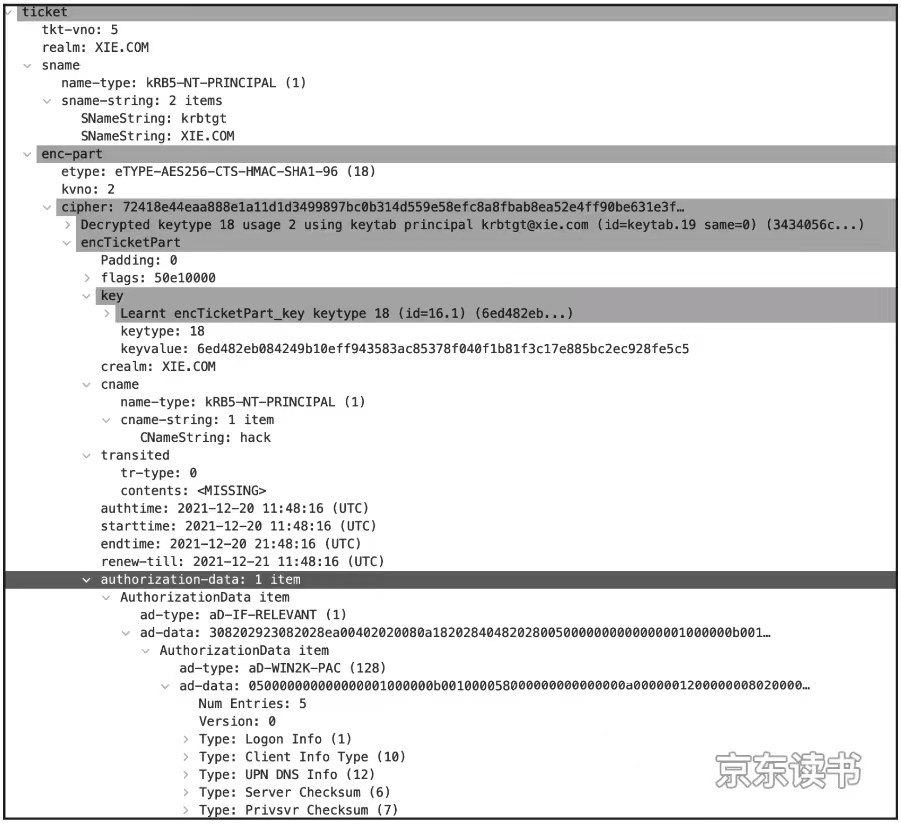 ticket
tkt-vno: 5
realm: XIE.COM
sname
name-type: kRB5-NT-PRINCIPAL (1)
sname-string: 2 items
SNameString: krbtgt
SNameString: XIE.COM
enc-part
etype: eTYPE-AES256-CTS-HMAC-SHA1-96 (18)
kvno: 2
cipher: 72418e44eaa888e1a11d1d3499897bc0b314d559e58efc8a8fbab8ea52e4ff90be631e3f…
Decrypted keytype 18 usage 2 using keytab principal krbtgt@xie.com (id=keytab.19 same=0) (3434056c...)
encTicketPart
Padding: 0
flags: 50e10000
key
Learnt encTicketPart_key keytype 18 (id=16.1) (6ed482eb...)
keytype: 18
keyvalue: 6ed482eb084249b10eff943583ac85378f040f1b81f3c17e885bc2ec928fe5c5
crealm: XIE.COM
cname
name-type: kRB5-NT-PRINCIPAL (1)
cname-string: 1 item
CNameString: hack
transited
tr-type: 0
contents: <MISSING>
authtime: 2021-12-20 11:48:16 (UTC)
starttime: 2021-12-20 11:48:16 (UTC)
endtime: 2021-12-20 21:48:16 (UTC)
renew-till: 2021-12-21 11:48:16 (UTC)
authorization-data: 1 item
AuthorizationData item
ad-type: aD-IF-RELEVANT (1)
ad-data: 308202923082028ea00402020080a182028404820280050000000000000001000000b001…
AuthorizationData item
ad-type: aD-WIN2K-PAC (128)
ad-data: 050000000000000001000000b001000058000000000000000a0000001200000008020000…
Num Entries: 5
Version: 0
Type: Logon Info (1)
Type: Client Info Type (10)
Type: UPN DNS Info (12)
Type: Server Checksum (6)
Type: Privsvr Checksum (7)
京东读书